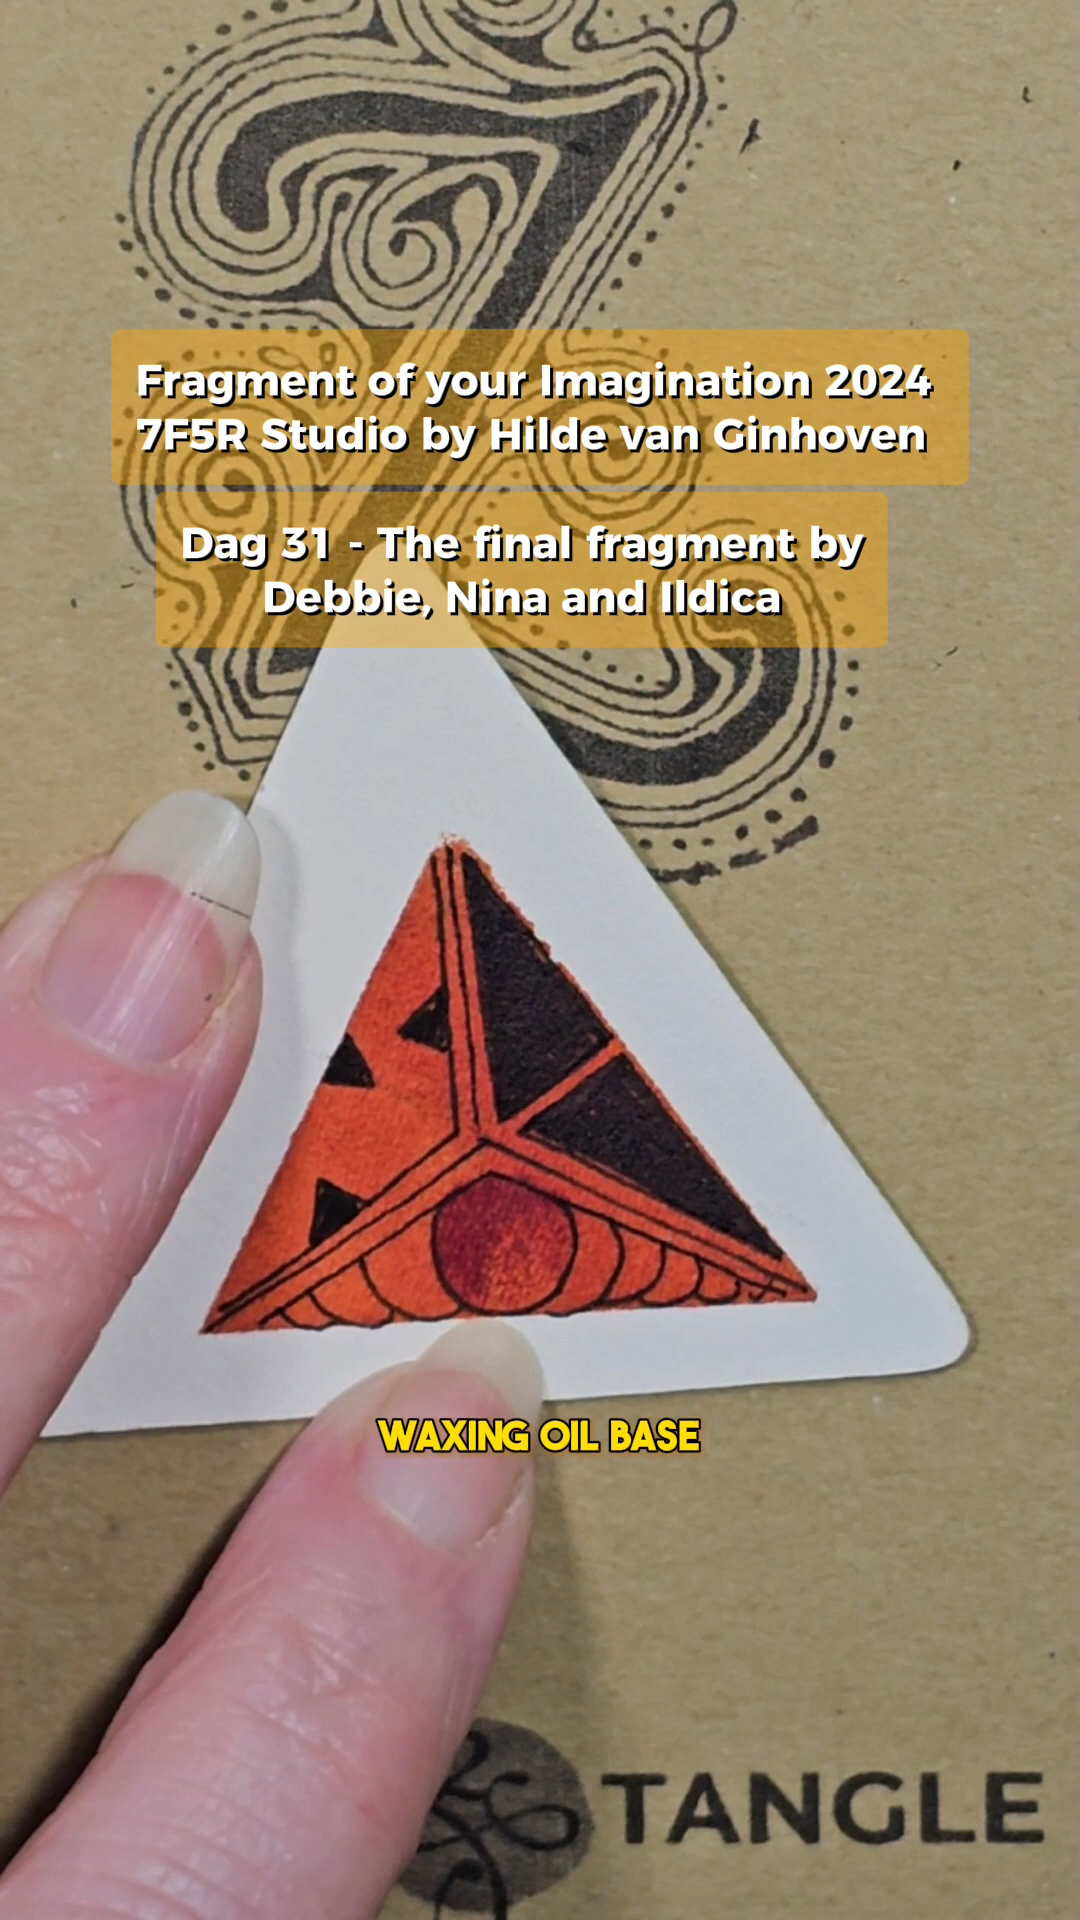 Fragment of your Imagination 2024
7F5R Studio by Hilde van Ginhoven
Dag 31 - The final fragment by
Debbie, Nina and Ildica
WAXING OIL BASE
TANGLE